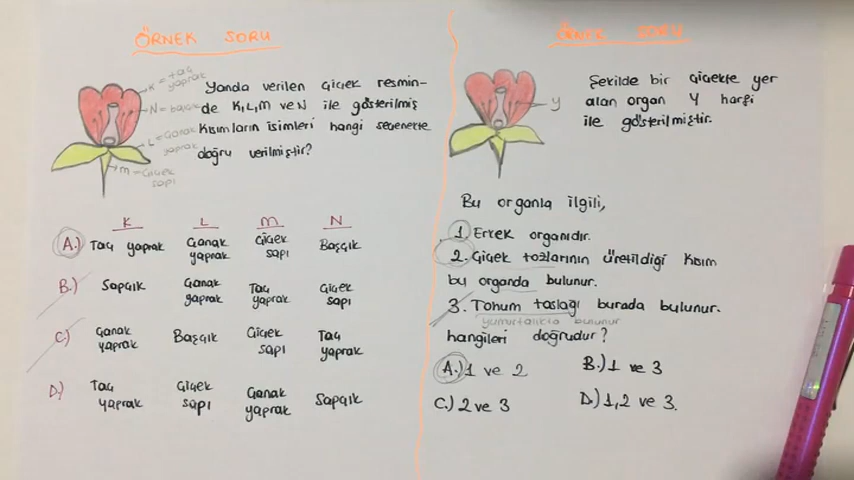 ÖRNEK SORU
K = taç
yaprak
N = başçık
L = Çanak
yaprak
M = Çiçek
sapı
Yanda verilen çiçek resmin-
de K,L,M ve N ile gösterilmiş
kısımların isimleri hangi seçenekte
doğru verilmiştir?
K L M N
A.) Taç yaprak Çanak yaprak Çiçek sapı Başçık
B.) Sapçık Çanak yaprak Taç yaprak Çiçek sapı
C.) Çanak yaprak Başçık Çiçek sapı Taç yaprak
D.) Taç yaprak Çiçek sapı Çanak yaprak Sapçık
ÖRNEK SORU
y
Şekilde bir çiçekte yer
alan organ Y harfi
ile gösterilmiştir.
Bu organla ilgili,
1. Erkek organıdır.
2. Çiçek tozlarının üretildiği kısım
bu organda bulunur.
3. Tohum taslağı burada bulunur.
yumurtalıkta bulunur
hangileri doğrudur?
A.) 1 ve 2 B.) 1 ve 3
C.) 2 ve 3 D.) 1,2 ve 3.